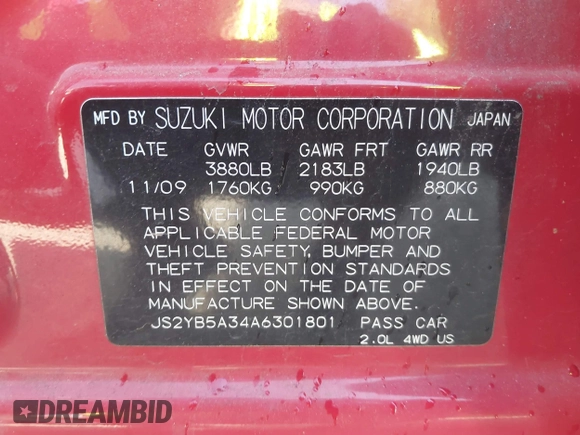 MFD BY SUZUKI MOTOR CORPORATION JAPAN
DATE GVWR GAWR FRT GAWR RR
3880LB 2183LB 1940LB
11/09 1760KG 990KG 880KG
THIS VEHICLE CONFORMS TO ALL
APPLICABLE FEDERAL MOTOR
VEHICLE SAFETY, BUMPER AND
THEFT PREVENTION STANDARDS
IN EFFECT ON THE DATE OF
MANUFACTURE SHOWN ABOVE.
JS2YB5A34A6301801 PASS CAR
2.0L 4WD US
DREAMBID